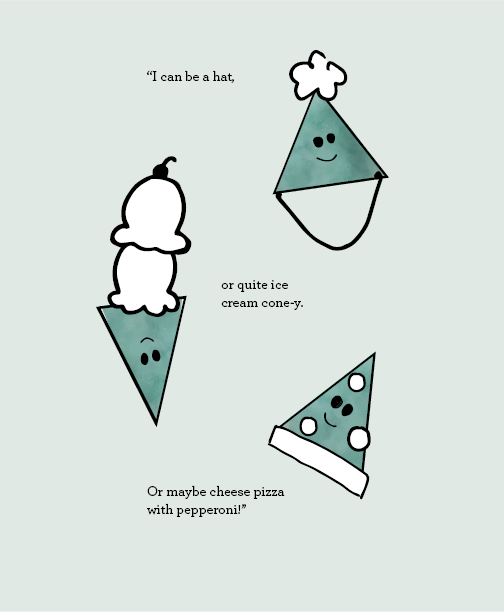 “I can be a hat,
or quite ice
cream cone-y.
Or maybe cheese pizza
with pepperoni!”